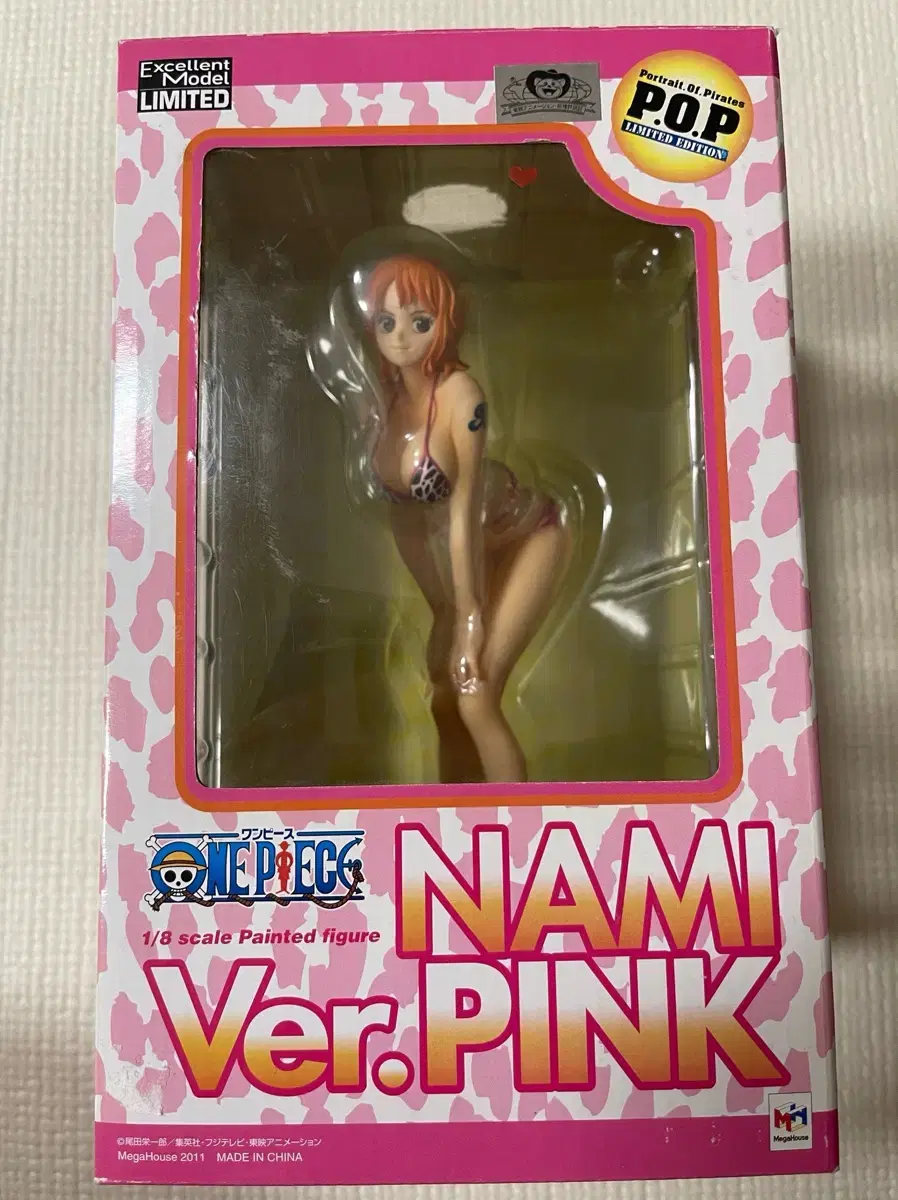 Excellent
Model
LIMITED
Portrait.Of.Pirates
P.O.P
LIMITED EDITION
ワンピース
ONE PIECE
1/8 scale Painted figure
NAMI
Ver.PINK
©尾田栄一郎/集英社・フジテレビ・東映アニメーション
MegaHouse 2011 MADE IN CHINA
MegaHouse